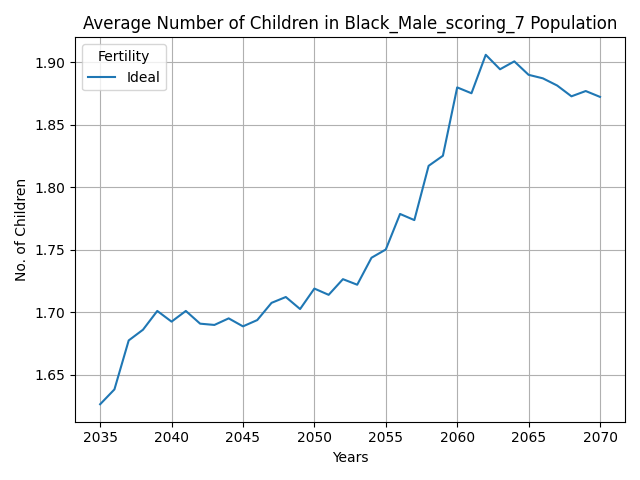 Average Number of Children in Black_Male_scoring_7 Population
Fertility
Ideal
No. of Children
1.90
1.85
1.80
1.75
1.70
1.65
2035 2040 2045 2050 2055 2060 2065 2070
Years